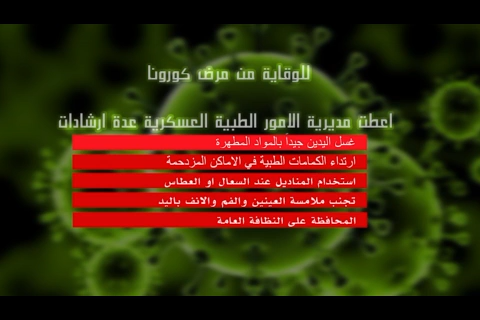 للوقاية من مرض كورونا
اعطت مديرية الامور الطبية العسكرية عدة ارشادات
غسل اليدين جيداً بالمواد المطهرة
ارتداء الكمامات الطبية في الاماكن المزدحمة
استخدام المناديل عند السعال او العطاس
تجنب ملامسة العينين والفم والانف باليد
المحافظة على النظافة العامة